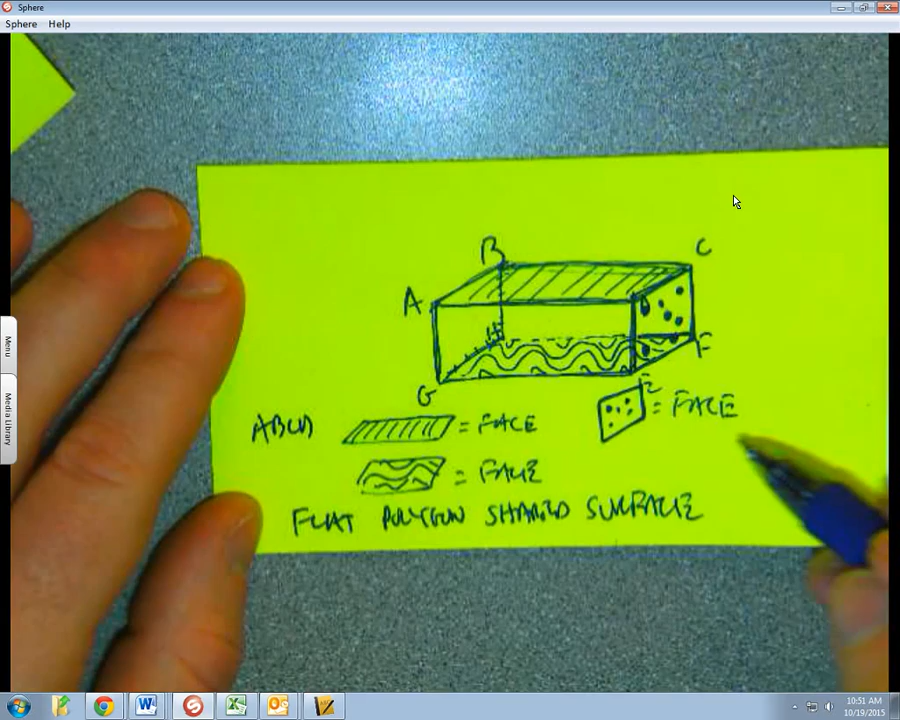 Sphere
Sphere Help
Menu
Media Library
B
C
A
H
F
G
E
ABCD = FACE
= FACE
= FACE
FLAT POLYGON SHAPED SURFACE
10:51 AM
10/19/2015